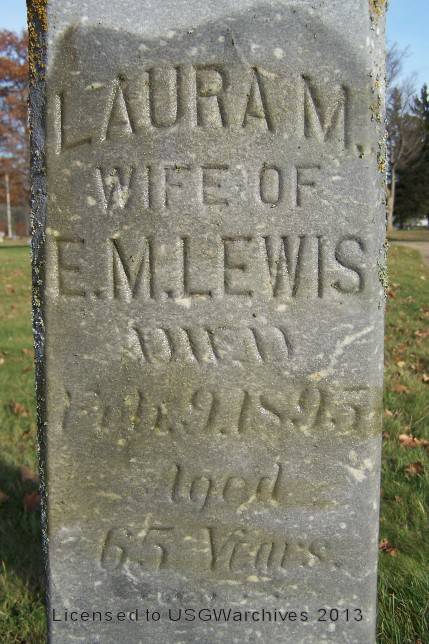 LAURA M.
WIFE OF
E.M. LEWIS
DIED
Feb. 9, 1895
Aged
65 Years.
Licensed to USGWarchives 2013